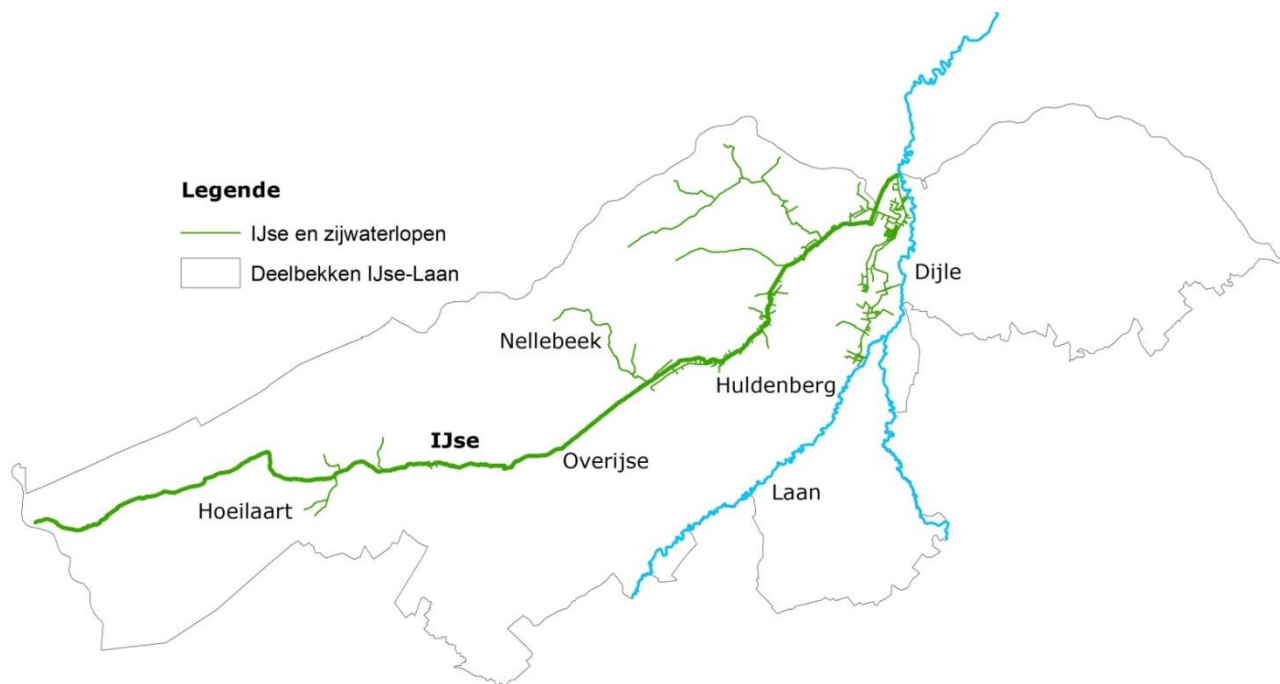 Legende
IJse en zijwaterlopen
Deelbekken IJse-Laan
Dijle
Nellebeek
Huldenberg
IJse
Overijse
Laan
Hoeilaart